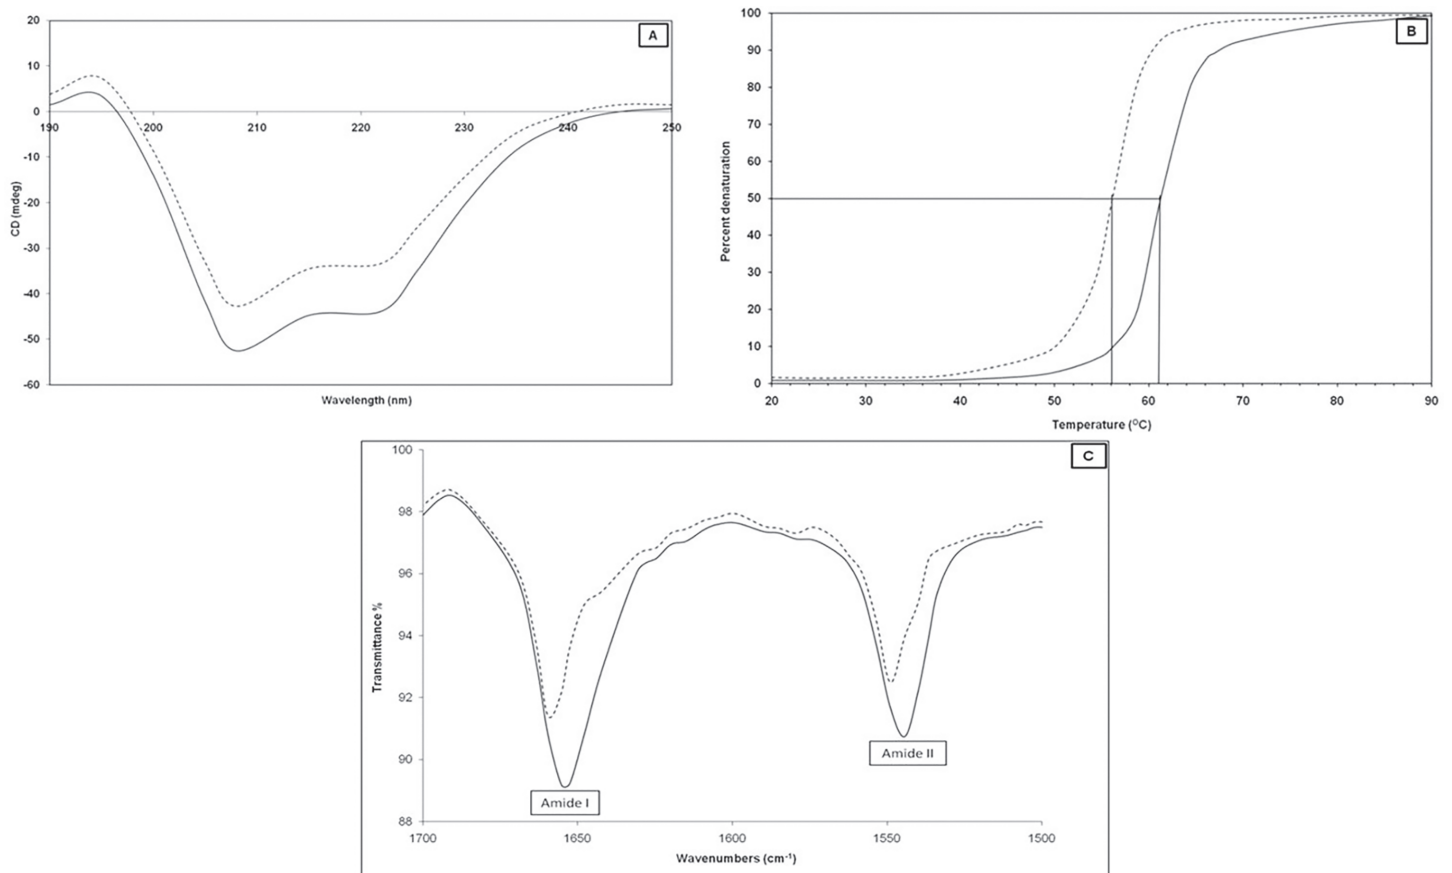 A
20
10
0
-10
-20
-30
-40
-50
-60
CD (mdeg)
190 200 210 220 230 240 250
Wavelength (nm)
B
100
90
80
70
60
50
40
30
20
10
0
Percent denaturation
20 30 40 50 60 70 80 90
Temperature (⁰C)
C
100
98
96
94
92
90
88
Transmittance %
Amide I
Amide II
1700 1650 1600 1550 1500
Wavenumbers (cm⁻¹)